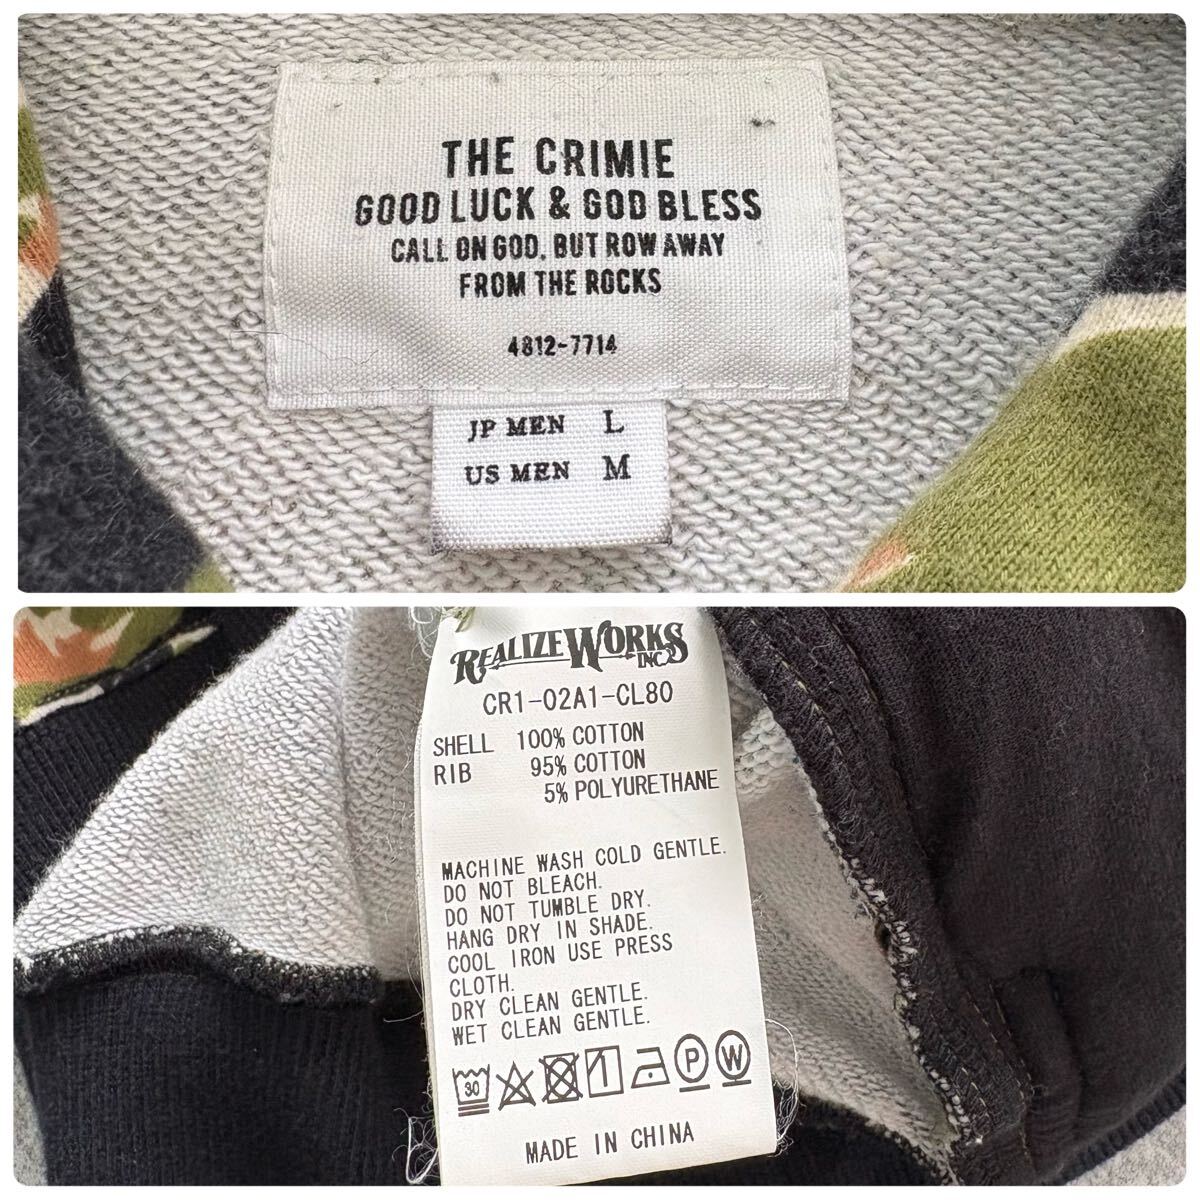 THE CRIMIE
GOOD LUCK & GOD BLESS
CALL ON GOD, BUT ROW AWAY
FROM THE ROCKS
4812-7714
JP MEN L
US MEN M
REALIZE WORKS
INC.
CR1-02A1-CL80
SHELL 100% COTTON
RIB 95% COTTON
5% POLYURETHANE
MACHINE WASH COLD GENTLE.
DO NOT BLEACH.
DO NOT TUMBLE DRY.
HANG DRY IN SHADE.
COOL IRON USE PRESS
CLOTH.
DRY CLEAN GENTLE.
WET CLEAN GENTLE.
30 P W
MADE IN CHINA